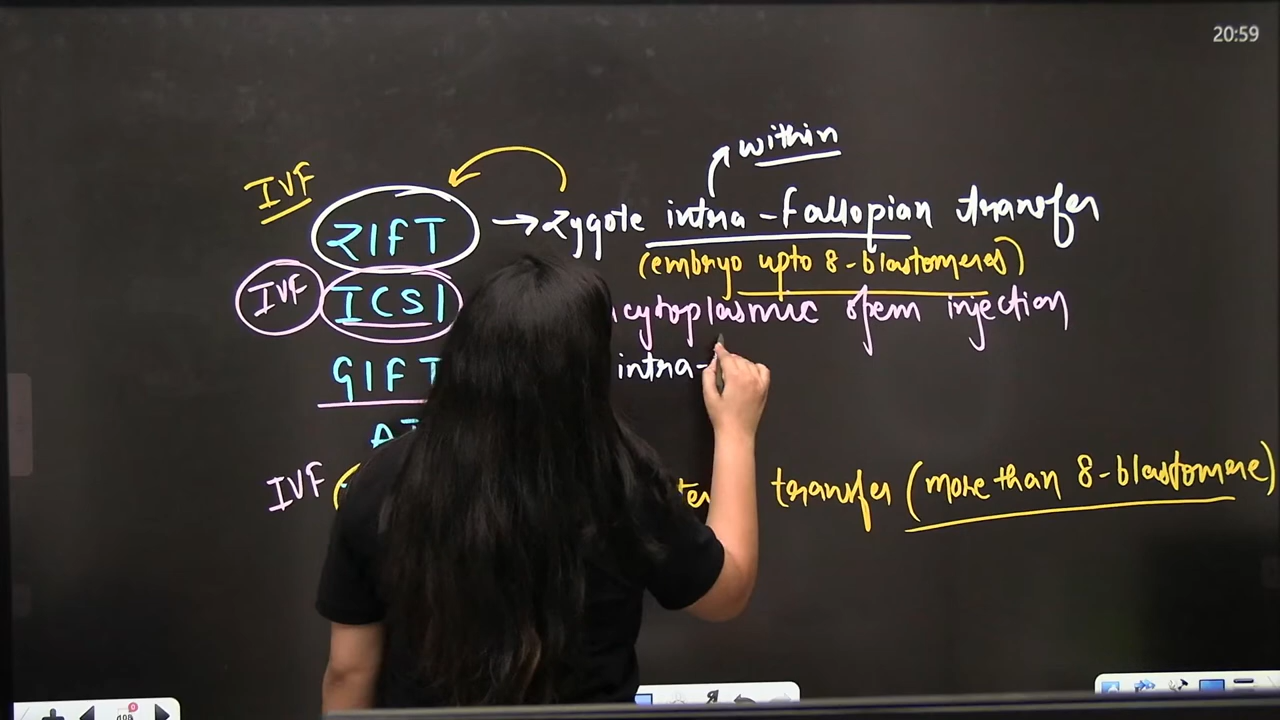 20:59
within
IVF
ZIFT → Zygote intra-fallopian transfer
(embryo upto 8-blastomeres)
IVF ICSI cytoplasmic sperm injection
GIFT intra-
IVF transfer (more than 8-blastomere)